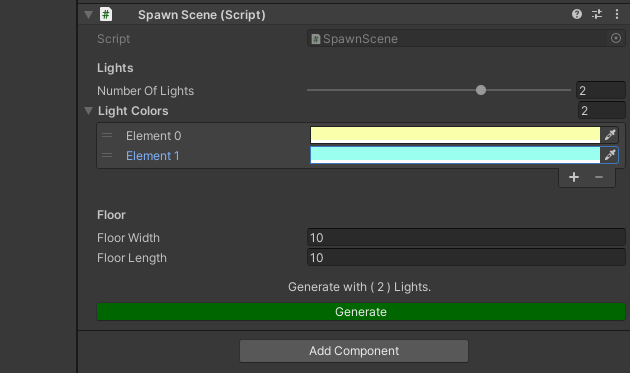 Spawn Scene (Script)
Script SpawnScene
Lights
Number Of Lights 2
Light Colors 2
Element 0
Element 1
+ −
Floor
Floor Width 10
Floor Length 10
Generate with ( 2 ) Lights.
Generate
Add Component